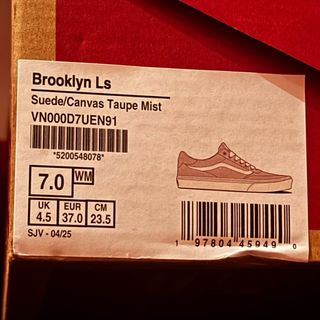 Brooklyn Ls
Suede/Canvas Taupe Mist
VN000D7UEN91
*5200548078*
7.0 WM
UK EUR CM
4.5 37.0 23.5
SJV - 04/25
1 97804 45949 0